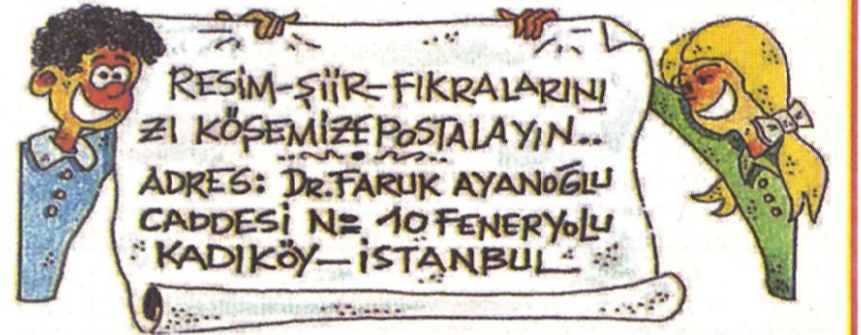 RESİM-ŞİİR-FIKRALARINI
ZI KÖŞEMİZE POSTALAYIN..
ADRES: DR. FARUK AYANOĞLU
CADDESİ No 10 FENERYOLU
KADIKÖY-İSTANBUL